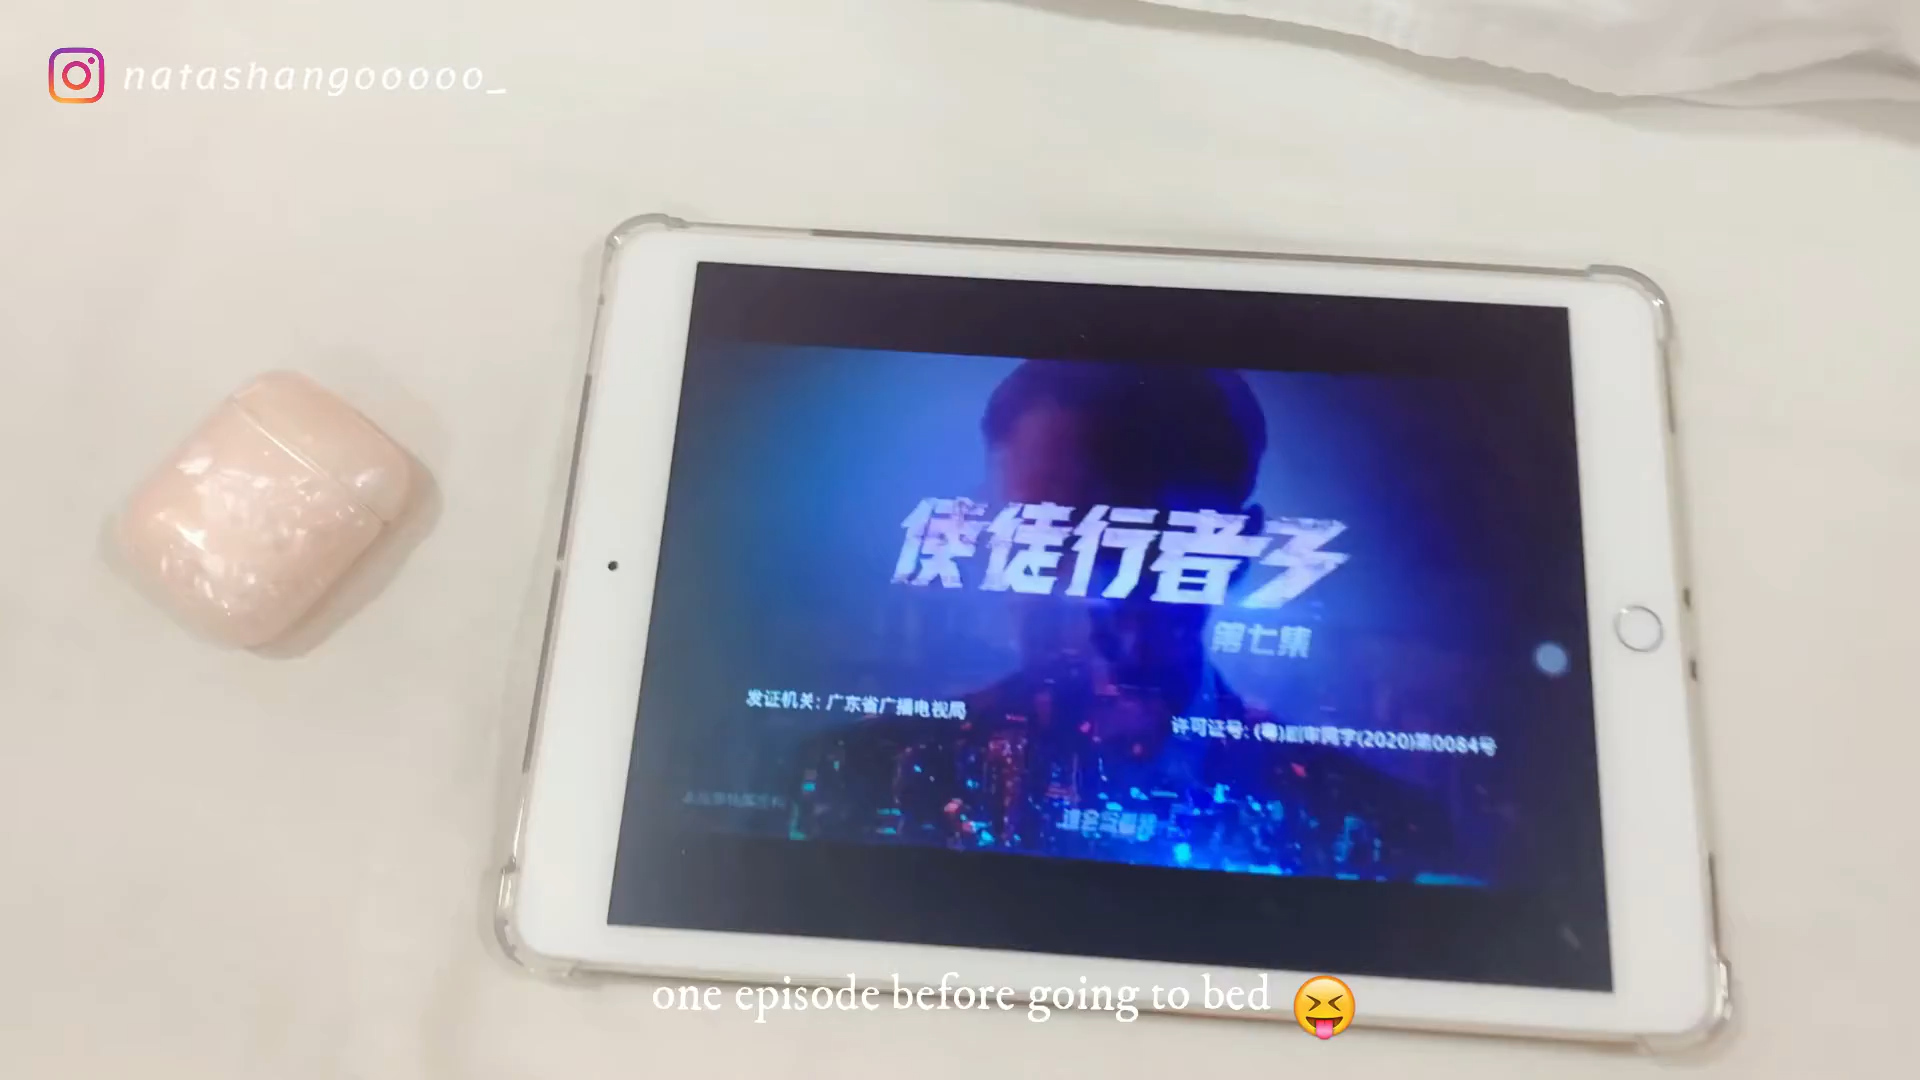 natashangooooo_
使徒行者3
第七集
发证机关: 广东省广播电视局
许可证号: (粤)剧审网字(2020)第0084号
one episode before going to bed 😝